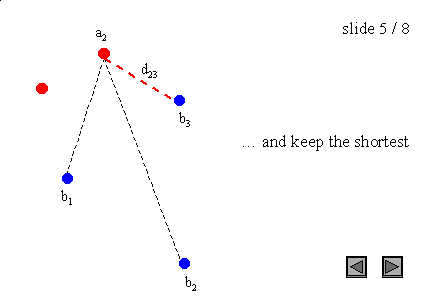 slide 5 / 8
a2
d23
b3
... and keep the shortest
b1
b2